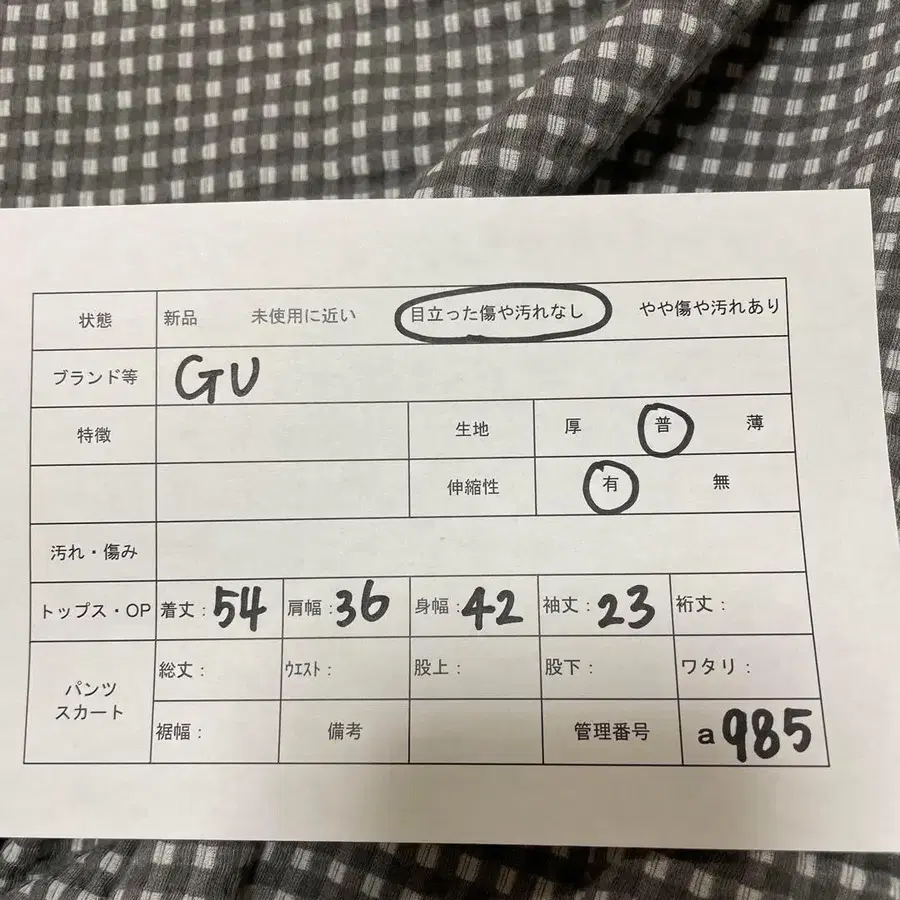 状態 新品 未使用に近い 目立った傷や汚れなし やや傷や汚れあり
ブランド等 GU
特徴 生地 厚 普 薄
伸縮性 有 無
汚れ・傷み
トップス・OP 着丈：54 肩幅：36 身幅：42 袖丈：23 裄丈：
パンツ
スカート
総丈： ｳｴｽﾄ： 股上： 股下： ワタリ：
裾幅： 備考 管理番号 a985